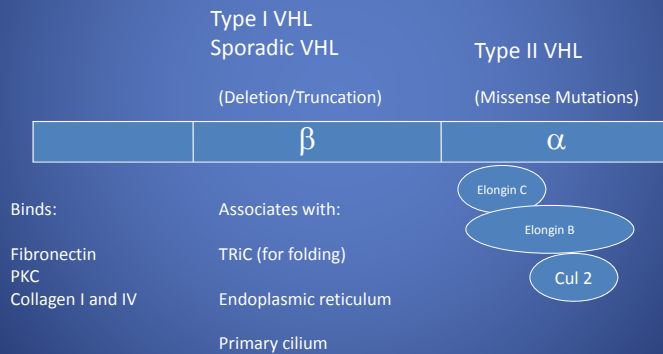 Type I VHL
Sporadic VHL
(Deletion/Truncation)
Type II VHL
(Missense Mutations)
β
α
Elongin C
Elongin B
Cul 2
Binds:
Fibronectin
PKC
Collagen I and IV
Associates with:
TRiC (for folding)
Endoplasmic reticulum
Primary cilium